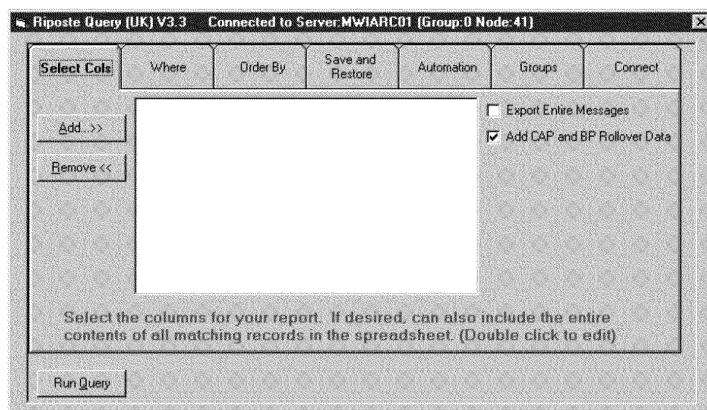 Riposte Query (UK) V3.3 Connected to Server:MWIARC01 (Group:0 Node:41)
Select Cols Where Order By Save and Restore Automation Groups Connect
Add...>>
Export Entire Messages
Add CAP and BP Rollover Data
Remove <<
Select the columns for your report. If desired, can also include the entire
contents of all matching records in the spreadsheet. (Double click to edit)
Run Query